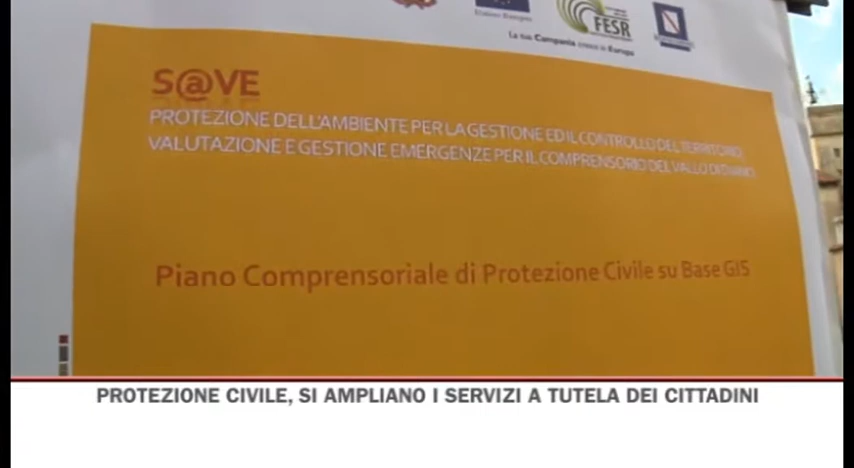 Unione Europea
FESR
La tua Campania cresce in Europa
S@VE
PROTEZIONE DELL'AMBIENTE PER LA GESTIONE ED IL CONTROLLO DEL TERRITORIO
VALUTAZIONE E GESTIONE EMERGENZE PER IL COMPRENSORIO DEL VALLO DI DIANO
Piano Comprensoriale di Protezione Civile su Base GIS
PROTEZIONE CIVILE, SI AMPLIANO I SERVIZI A TUTELA DEI CITTADINI